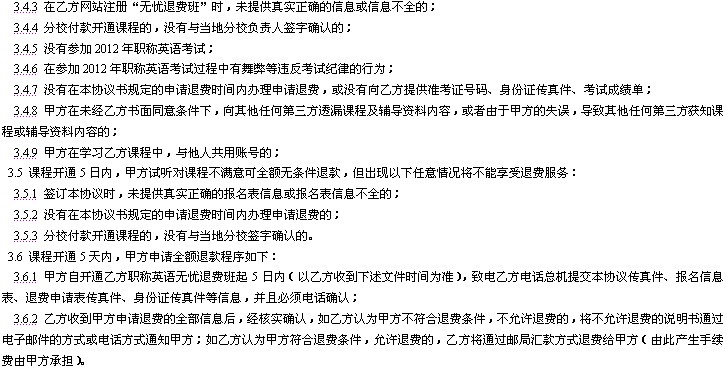 3.4.3 在乙方网站注册“无忧退费班”时，未提供真实正确的信息或信息不全的；
3.4.4 分校付款开通课程的，没有与当地分校负责人签字确认的；
3.4.5 没有参加 2012 年职称英语考试；
3.4.6 在参加 2012 年职称英语考试过程中有舞弊等违反考试纪律的行为；
3.4.7 没有在本协议书规定的申请退费时间内办理申请退费，或没有向乙方提供准考证号码、身份证传真件、考试成绩单；
3.4.8 甲方在未经乙方书面同意条件下，向其他任何第三方透漏课程及辅导资料内容，或者由于甲方的失误，导致其他任何第三方获知课
程或辅导资料内容的；
3.4.9 甲方在学习乙方课程中，与他人共用账号的；
3.5 课程开通 5 日内，甲方试听对课程不满意可全额无条件退款，但出现以下任意情况将不能享受退费服务：
3.5.1 签订本协议时，未提供真实正确的报名表信息或报名表信息不全的；
3.5.2 没有在本协议书规定的申请退费时间内办理申请退费的；
3.5.3 分校付款开通课程的，没有与当地分校签字确认的。
3.6 课程开通 5 天内，甲方申请全额退款程序如下：
3.6.1 甲方自开通乙方职称英语无忧退费班起 5 日内（以乙方收到下述文件时间为准），致电乙方电话总机提交本协议传真件、报名信息
表、退费申请表传真件、身份证传真件等信息，并且必须电话确认；
3.6.2 乙方收到甲方申请退费的全部信息后，经核实确认，如乙方认为甲方不符合退费条件，不允许退费的，将不允许退费的说明书通过
电子邮件的方式或电话方式通知甲方；如乙方认为甲方符合退费条件，允许退费的，乙方将通过邮局汇款方式退费给甲方（由此产生手续
费由甲方承担）。